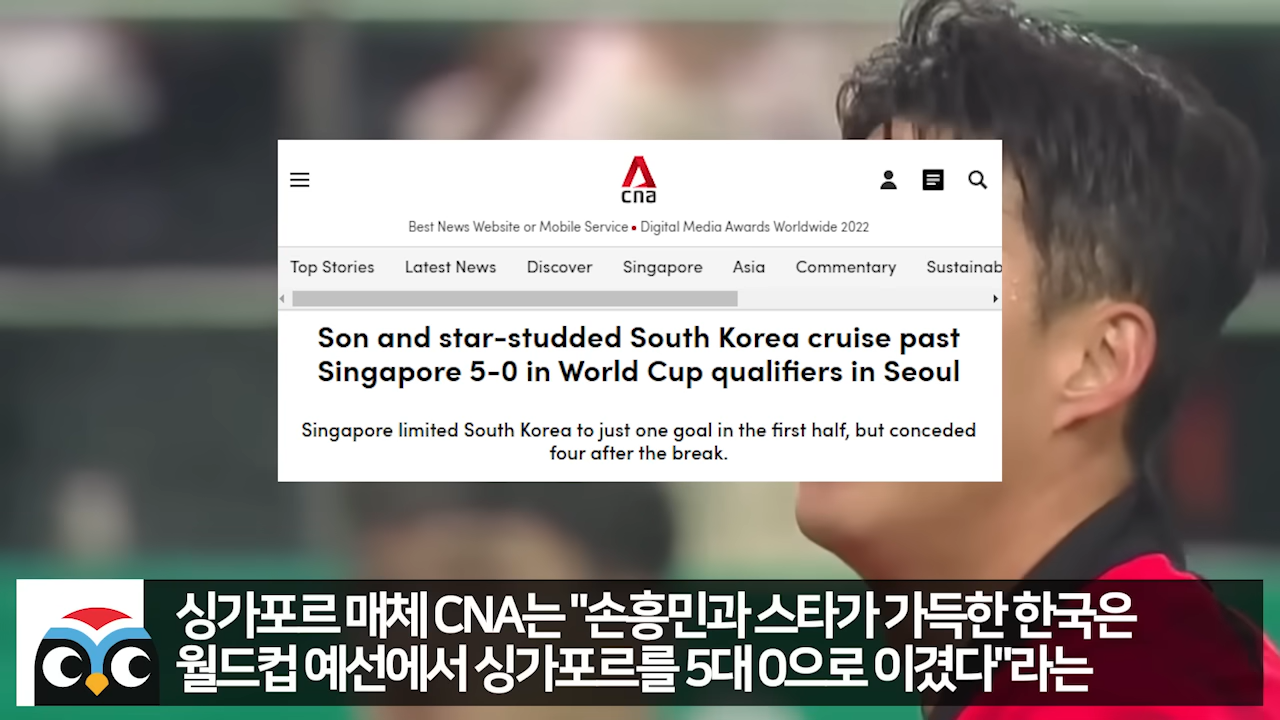 cna
Best News Website or Mobile Service • Digital Media Awards Worldwide 2022
Top Stories Latest News Discover Singapore Asia Commentary Sustainab
Son and star-studded South Korea cruise past
Singapore 5-0 in World Cup qualifiers in Seoul
Singapore limited South Korea to just one goal in the first half, but conceded
four after the break.
싱가포르 매체 CNA는 "손흥민과 스타가 가득한 한국은
월드컵 예선에서 싱가포르를 5대 0으로 이겼다"라는